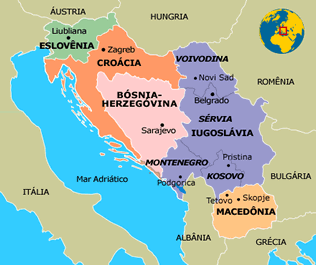 ÁUSTRIA
HUNGRIA
Liubliana
ESLOVÊNIA
Zagreb
CROÁCIA
VOIVODINA
Novi Sad
ROMÊNIA
BÓSNIA-
HERZEGÓVINA
Belgrado
SÉRVIA
Sarajevo
IUGOSLÁVIA
MONTENEGRO
Pristina
Mar Adriático
Podgorica
KOSOVO
BULGÁRIA
ITÁLIA
Tetovo
Skopje
MACEDÔNIA
ALBÂNIA
GRÉCIA